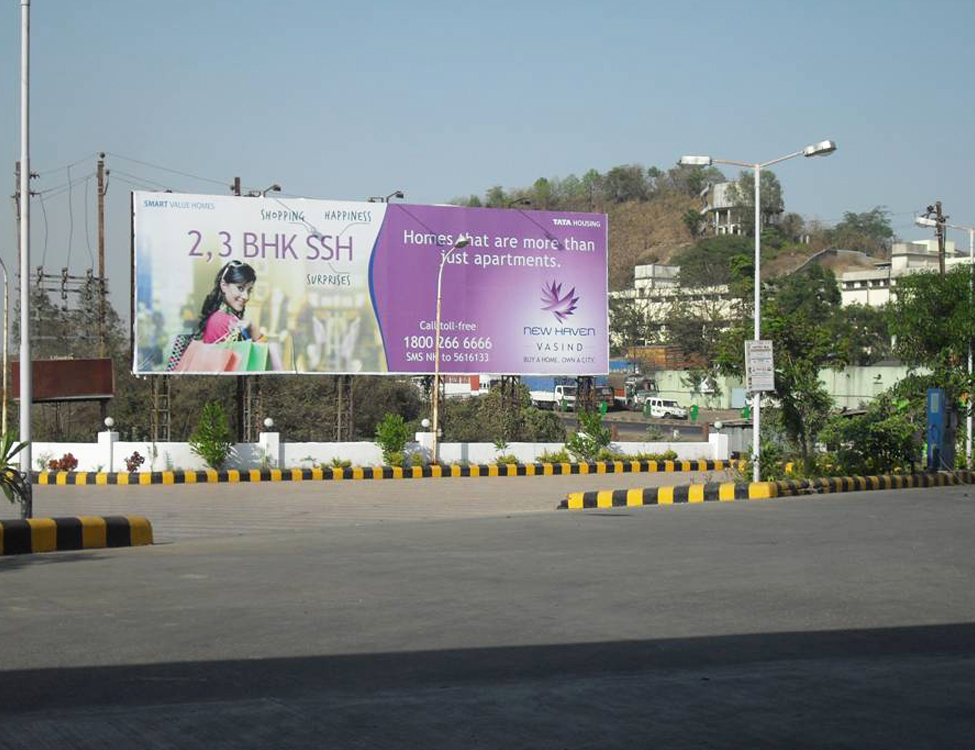 SMART VALUE HOMES
SHOPPING HAPPINESS
2, 3 BHK SSH
SURPRISES
TATA HOUSING
Homes that are more than
just apartments.
Call toll-free
1800 266 6666
SMS NH to 5616133
NEW HAVEN
VASIND
BUY A HOME. OWN A CITY.